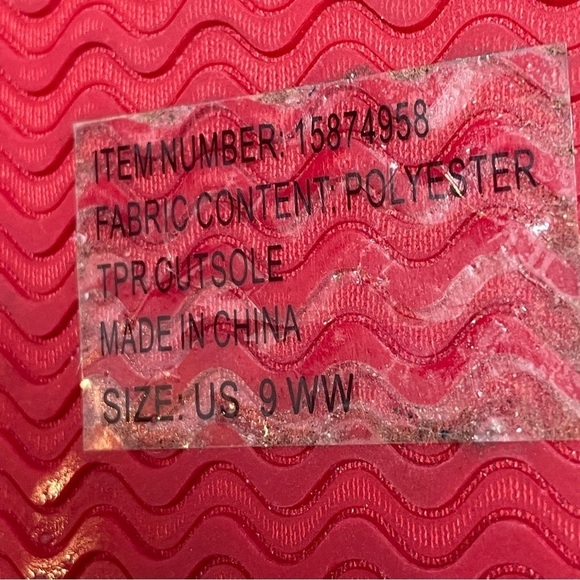 ITEM NUMBER: 15874958
FABRIC CONTENT: POLYESTER
TPR OUTSOLE
MADE IN CHINA
SIZE: US 9 WW